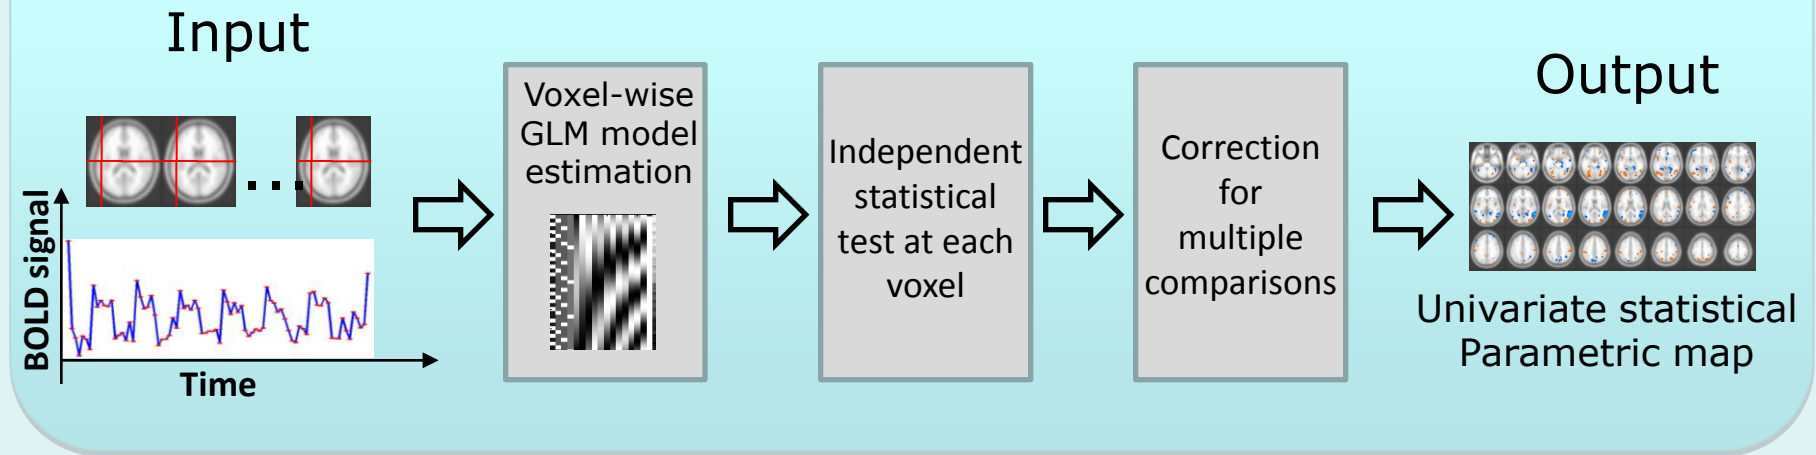 Input
BOLD signal
Time
Voxel-wise
GLM model
estimation
Independent
statistical
test at each
voxel
Correction
for
multiple
comparisons
Output
Univariate statistical
Parametric map